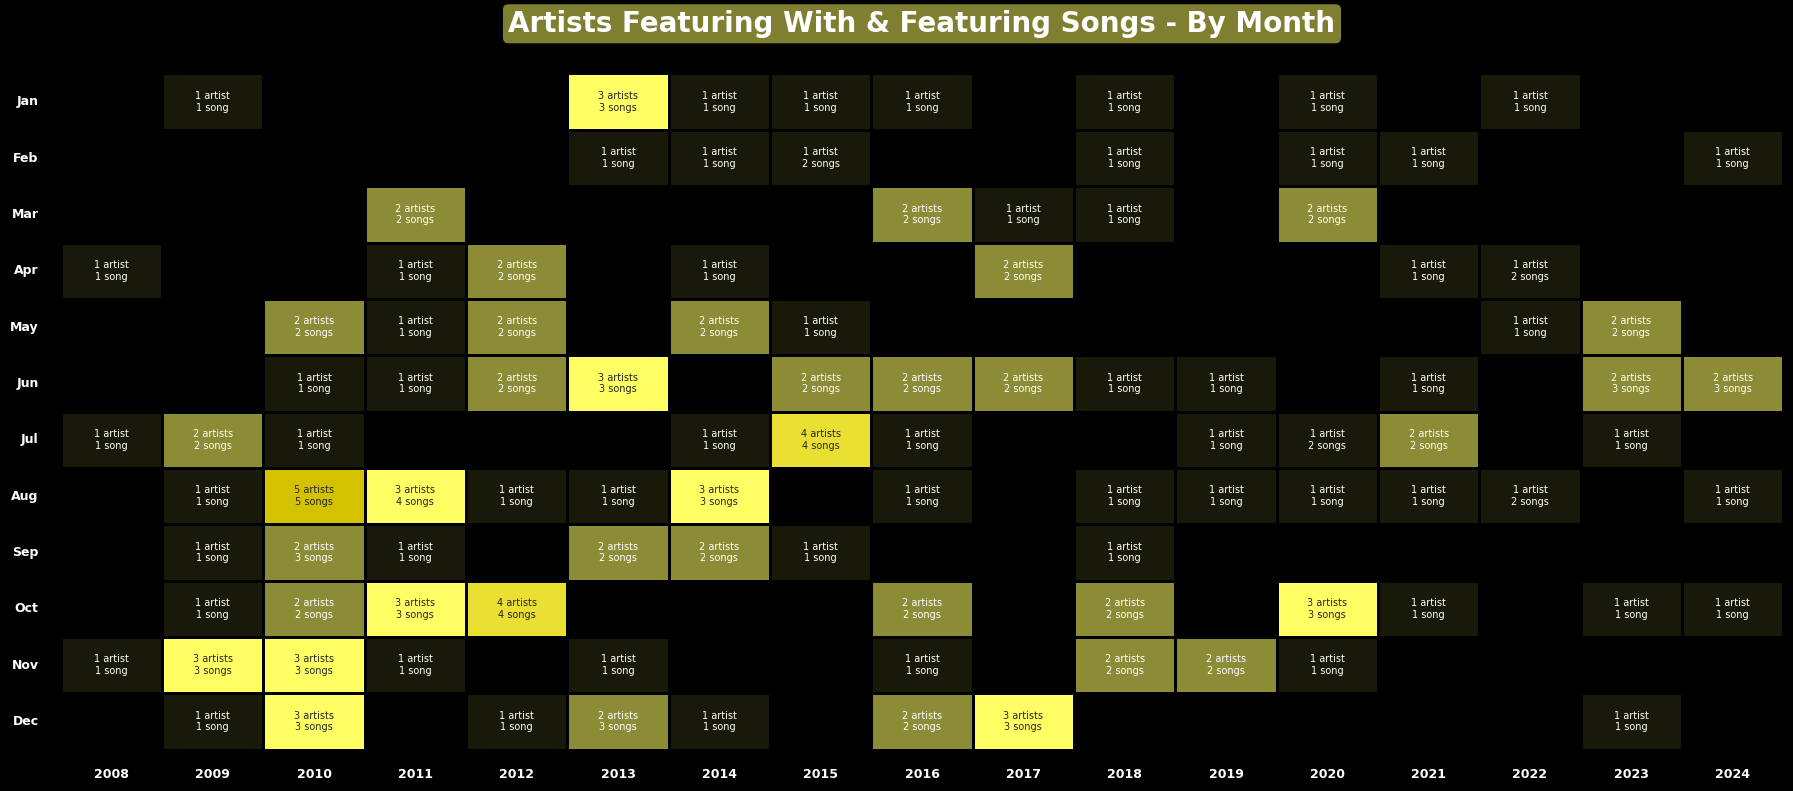 Artists Featuring With & Featuring Songs - By Month
Jan
1 artist
1 song
3 artists
3 songs
1 artist
1 song
1 artist
1 song
1 artist
1 song
1 artist
1 song
1 artist
1 song
1 artist
1 song
Feb
1 artist
1 song
1 artist
1 song
1 artist
2 songs
1 artist
1 song
1 artist
1 song
1 artist
1 song
1 artist
1 song
Mar
2 artists
2 songs
2 artists
2 songs
1 artist
1 song
1 artist
1 song
2 artists
2 songs
Apr
1 artist
1 song
1 artist
1 song
2 artists
2 songs
1 artist
1 song
2 artists
2 songs
1 artist
1 song
1 artist
2 songs
May
2 artists
2 songs
1 artist
1 song
2 artists
2 songs
2 artists
2 songs
1 artist
1 song
1 artist
1 song
2 artists
2 songs
Jun
1 artist
1 song
1 artist
1 song
2 artists
2 songs
3 artists
3 songs
2 artists
2 songs
2 artists
2 songs
2 artists
2 songs
1 artist
1 song
1 artist
1 song
1 artist
1 song
2 artists
3 songs
2 artists
3 songs
Jul
1 artist
1 song
2 artists
2 songs
1 artist
1 song
1 artist
1 song
4 artists
4 songs
1 artist
1 song
1 artist
1 song
1 artist
2 songs
2 artists
2 songs
1 artist
1 song
Aug
1 artist
1 song
5 artists
5 songs
3 artists
4 songs
1 artist
1 song
1 artist
1 song
3 artists
3 songs
1 artist
1 song
1 artist
1 song
1 artist
1 song
1 artist
1 song
1 artist
1 song
1 artist
2 songs
1 artist
1 song
Sep
1 artist
1 song
2 artists
3 songs
1 artist
1 song
2 artists
2 songs
2 artists
2 songs
1 artist
1 song
1 artist
1 song
Oct
1 artist
1 song
2 artists
2 songs
3 artists
3 songs
4 artists
4 songs
2 artists
2 songs
2 artists
2 songs
3 artists
3 songs
1 artist
1 song
1 artist
1 song
1 artist
1 song
Nov
1 artist
1 song
3 artists
3 songs
3 artists
3 songs
1 artist
1 song
1 artist
1 song
1 artist
1 song
2 artists
2 songs
2 artists
2 songs
1 artist
1 song
Dec
1 artist
1 song
3 artists
3 songs
1 artist
1 song
2 artists
3 songs
1 artist
1 song
2 artists
2 songs
3 artists
3 songs
1 artist
1 song
2008
2009
2010
2011
2012
2013
2014
2015
2016
2017
2018
2019
2020
2021
2022
2023
2024